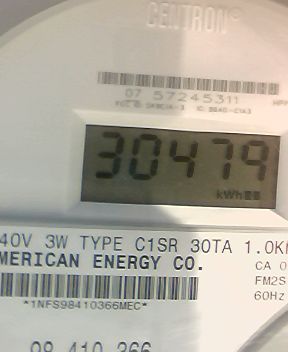 CENTRON®
07 57245311
30479
kWh
40V 3W TYPE C1SR 30TA 1.0K
MERICAN ENERGY CO.
CA 0
FM2S
60Hz
*1NFS98410366MEC*
98 410 366